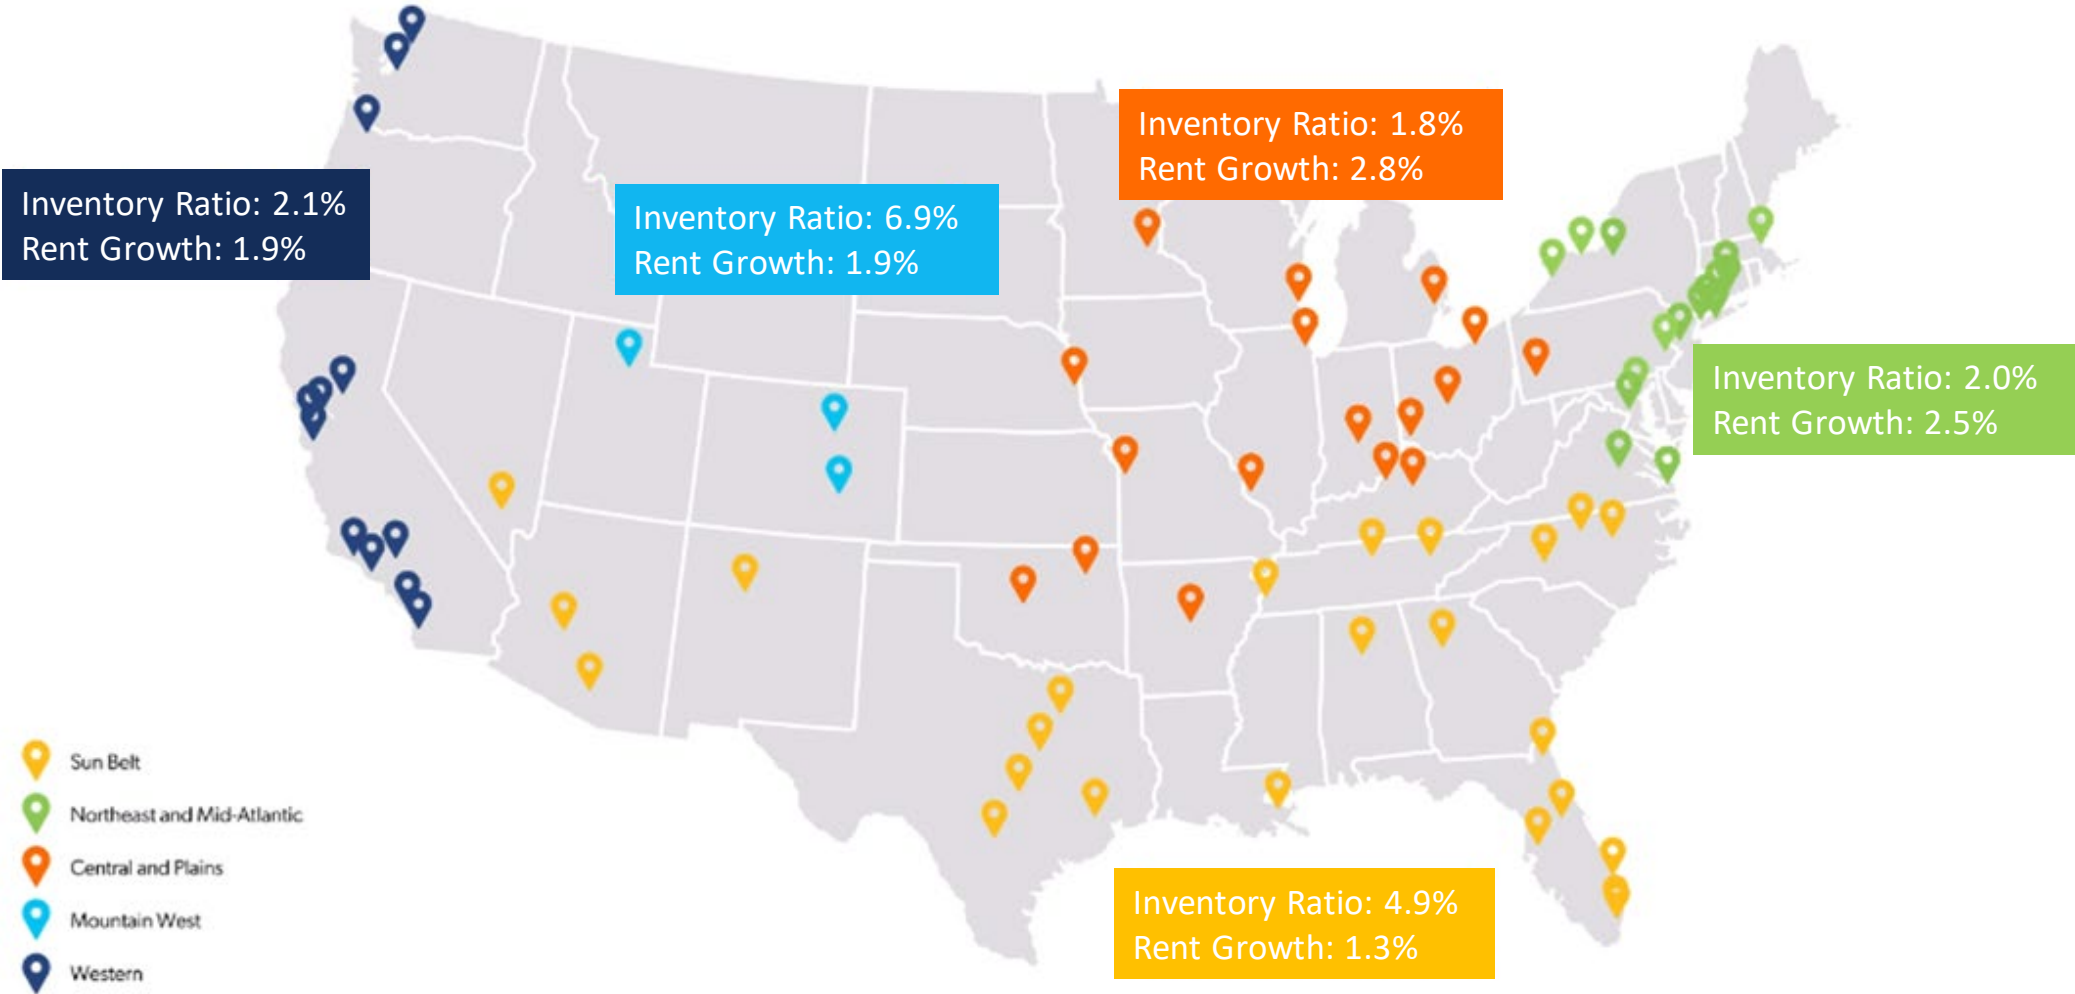 Inventory Ratio: 1.8%
Rent Growth: 2.8%
Inventory Ratio: 2.1%
Rent Growth: 1.9%
Inventory Ratio: 6.9%
Rent Growth: 1.9%
Inventory Ratio: 2.0%
Rent Growth: 2.5%
Inventory Ratio: 4.9%
Rent Growth: 1.3%
Sun Belt
Northeast and Mid-Atlantic
Central and Plains
Mountain West
Western